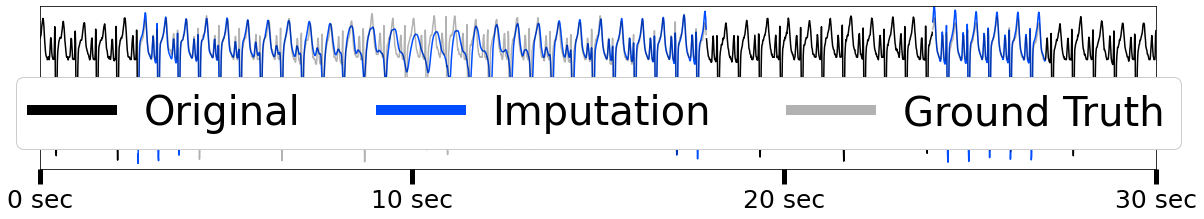 Original Imputation Ground Truth
0 sec 10 sec 20 sec 30 sec